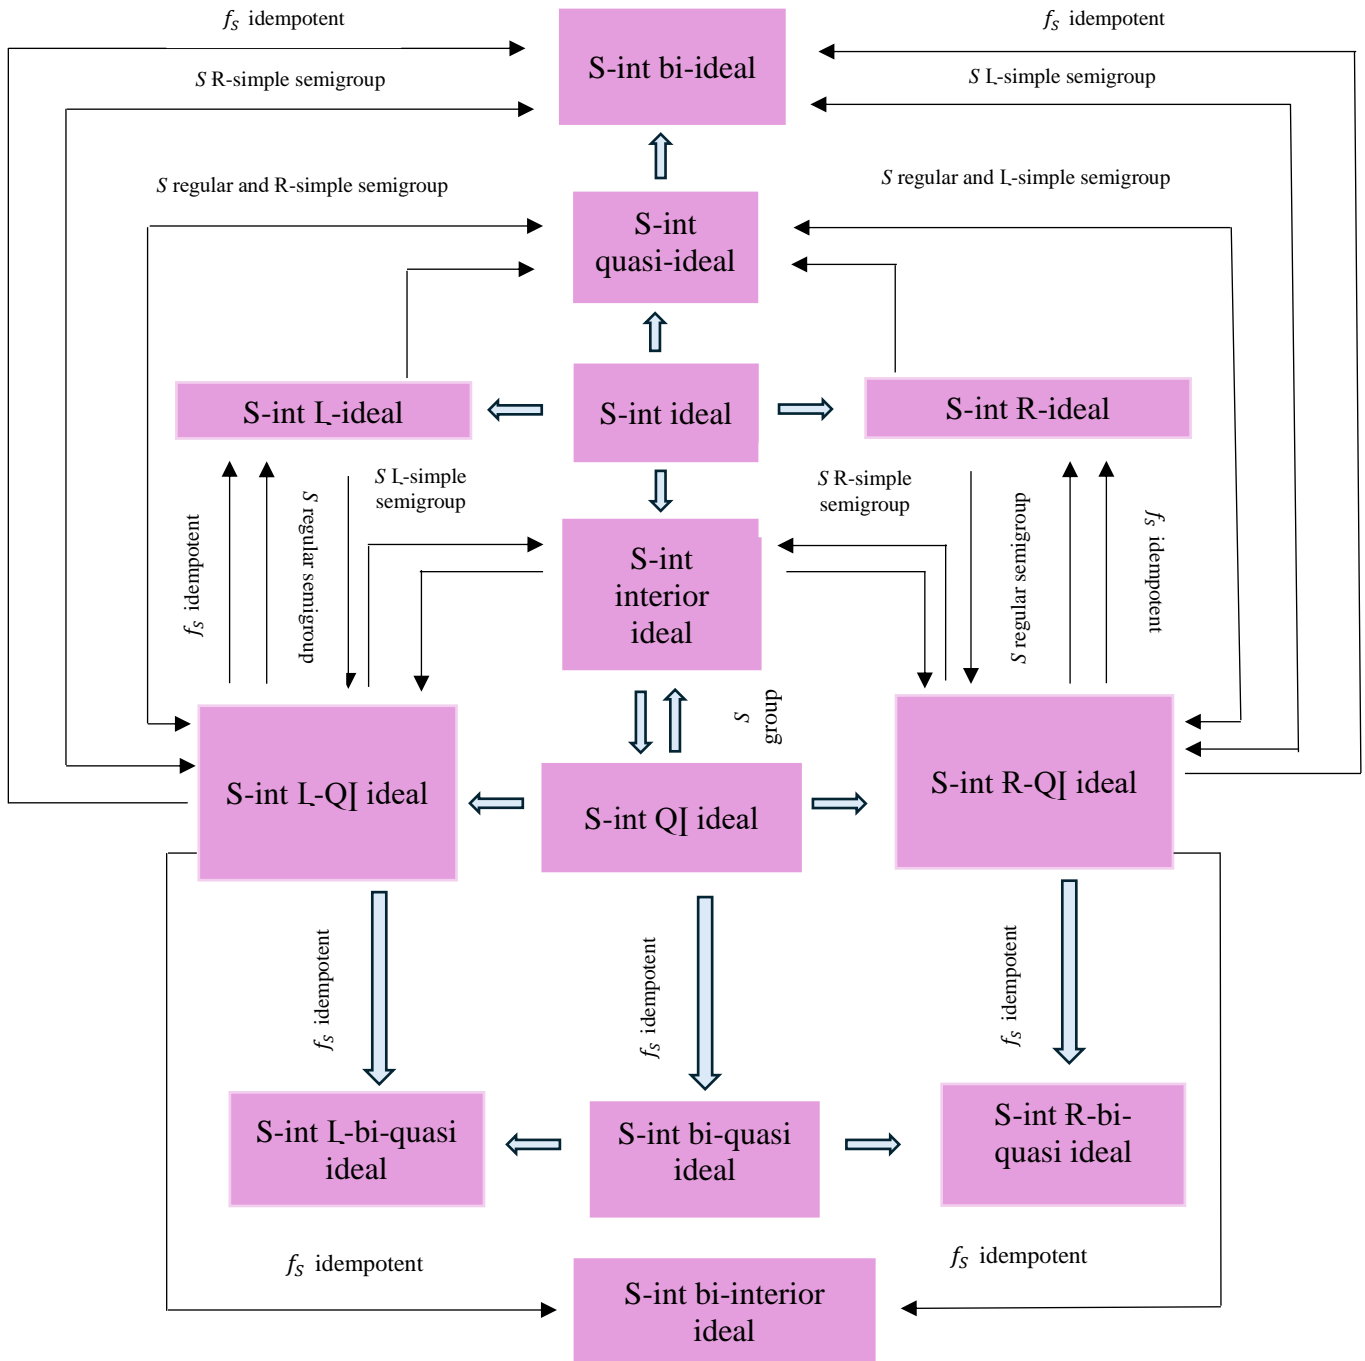 f_S idempotent
f_S idempotent
S-int bi-ideal
S Ɍ-simple semigroup
S Ł-simple semigroup
S regular and Ɍ-simple semigroup
S regular and Ł-simple semigroup
S-int
quasi-ideal
S-int Ł-ideal
S-int ideal
S-int Ɍ-ideal
S Ł-simple
semigroup
S Ɍ-simple
semigroup
f_S idempotent
S regular semigroup
S-int
interior
ideal
S regular semigroup
f_S idempotent
S
group
S-int Ł-QI ideal
S-int QI ideal
S-int Ɍ-QI ideal
f_S idempotent
f_S idempotent
f_S idempotent
S-int Ł-bi-quasi
ideal
S-int bi-quasi
ideal
S-int Ɍ-bi-
quasi ideal
f_S idempotent
f_S idempotent
S-int bi-interior
ideal